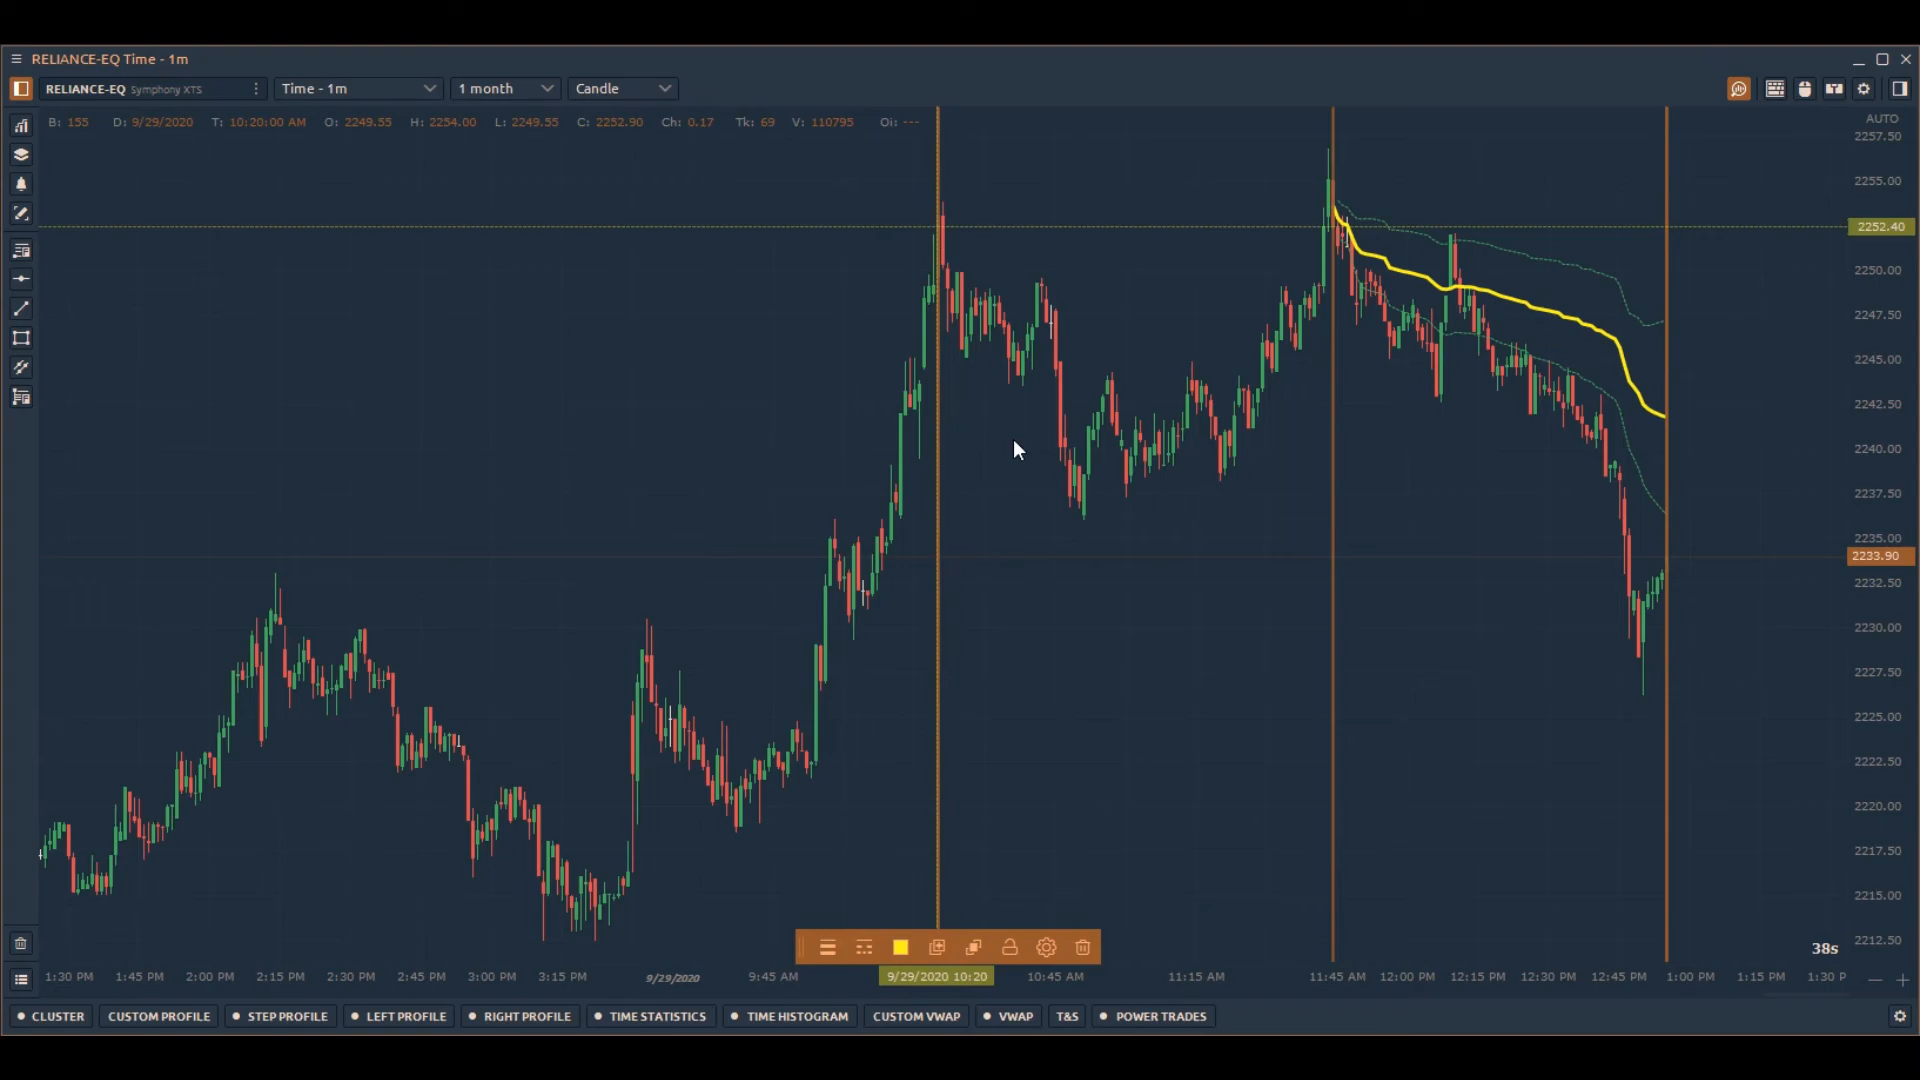 RELIANCE-EQ Time - 1m
RELIANCE-EQ Symphony XTS Time - 1m 1 month Candle
B: 155 D: 9/29/2020 T: 10:20:00 AM O: 2249.55 H: 2254.00 L: 2249.55 C: 2252.90 Ch: 0.17 Tk: 69 V: 110795 Oi: ---
AUTO
2257.50
2255.00
2252.40
2250.00
2247.50
2245.00
2242.50
2240.00
2237.50
2235.00
2233.90
2232.50
2230.00
2227.50
2225.00
2222.50
2220.00
2217.50
2215.00
2212.50
38s
1:30 PM 1:45 PM 2:00 PM 2:15 PM 2:30 PM 2:45 PM 3:00 PM 3:15 PM 9/29/2020 9:45 AM 9/29/2020 10:20 10:45 AM 11:15 AM 11:45 AM 12:00 PM 12:15 PM 12:30 PM 12:45 PM 1:00 PM 1:15 PM 1:30 P
CLUSTER CUSTOM PROFILE STEP PROFILE LEFT PROFILE RIGHT PROFILE TIME STATISTICS TIME HISTOGRAM CUSTOM VWAP VWAP T&S POWER TRADES